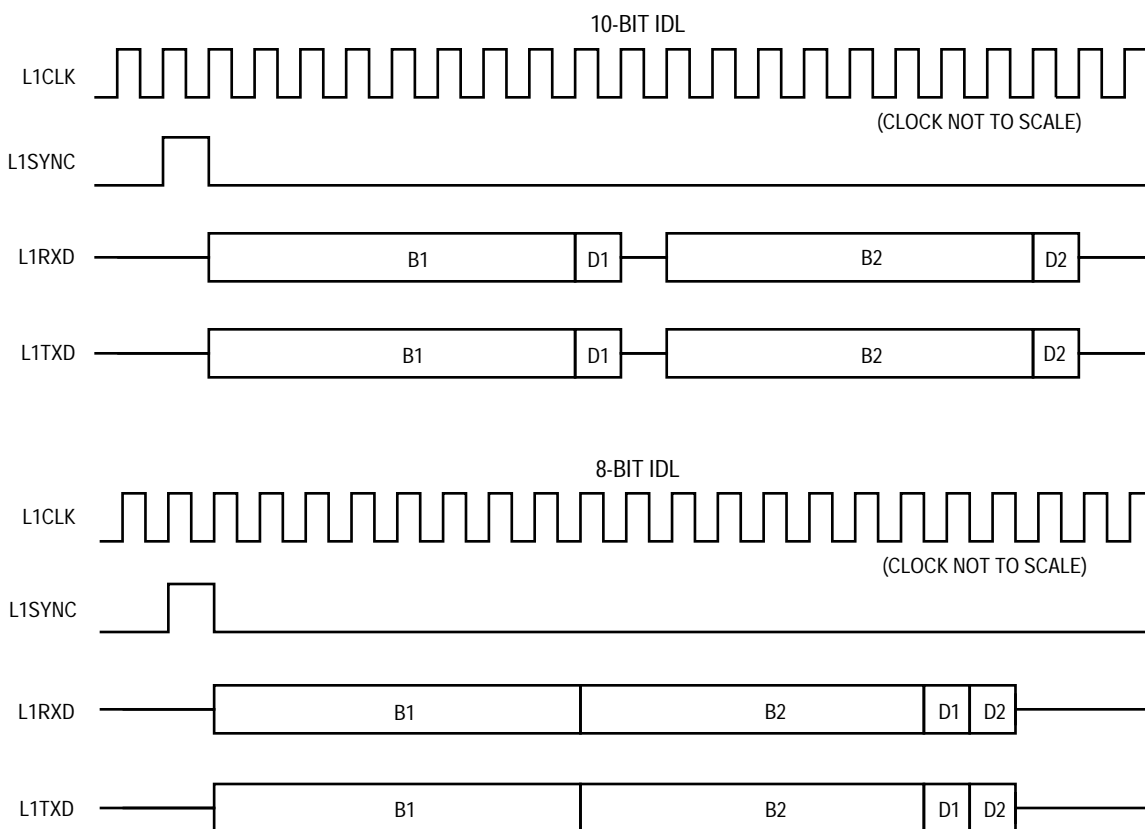 10-BIT IDL
L1CLK
(CLOCK NOT TO SCALE)
L1SYNC
L1RXD B1 D1 B2 D2
L1TXD B1 D1 B2 D2
8-BIT IDL
L1CLK
(CLOCK NOT TO SCALE)
L1SYNC
L1RXD B1 B2 D1 D2
L1TXD B1 B2 D1 D2